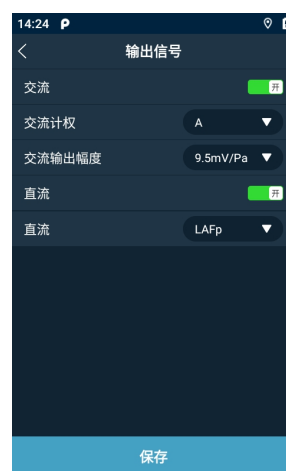 14:24
输出信号
交流 开
交流计权 A
交流输出幅度 9.5mV/Pa
直流 开
直流 LAFp
保存